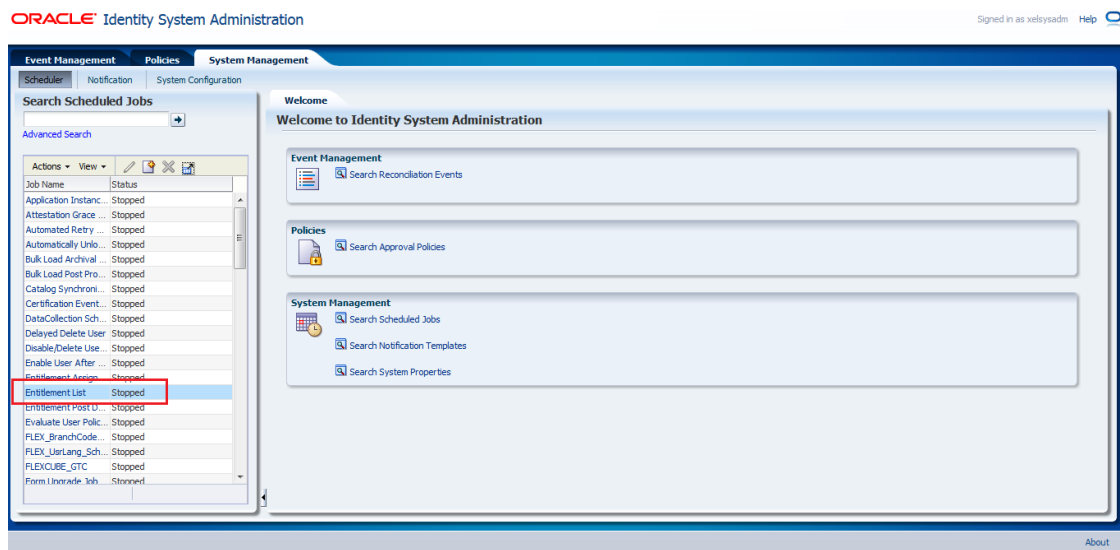 ORACLE Identity System Administration
Signed in as xelsysadm Help
Event Management Policies System Management
Scheduler Notification System Configuration
Search Scheduled Jobs
Advanced Search
Actions View
Job Name Status
Application Instanc... Stopped
Attestation Grace ... Stopped
Automated Retry ... Stopped
Automatically Unlo... Stopped
Bulk Load Archival ... Stopped
Bulk Load Post Pro... Stopped
Catalog Synchroni... Stopped
Certification Event... Stopped
DataCollection Sch... Stopped
Delayed Delete User Stopped
Disable/Delete Use... Stopped
Enable User After ... Stopped
Entitlement Assign... Stopped
Entitlement List Stopped
Entitlement Post D... Stopped
Evaluate User Polic... Stopped
FLEX_BranchCode... Stopped
FLEX_UsrLang_Sch... Stopped
FLEXCUBE_GTC Stopped
Form Upgrade Job Stopped
Welcome
Welcome to Identity System Administration
Event Management
Search Reconciliation Events
Policies
Search Approval Policies
System Management
Search Scheduled Jobs
Search Notification Templates
Search System Properties
About